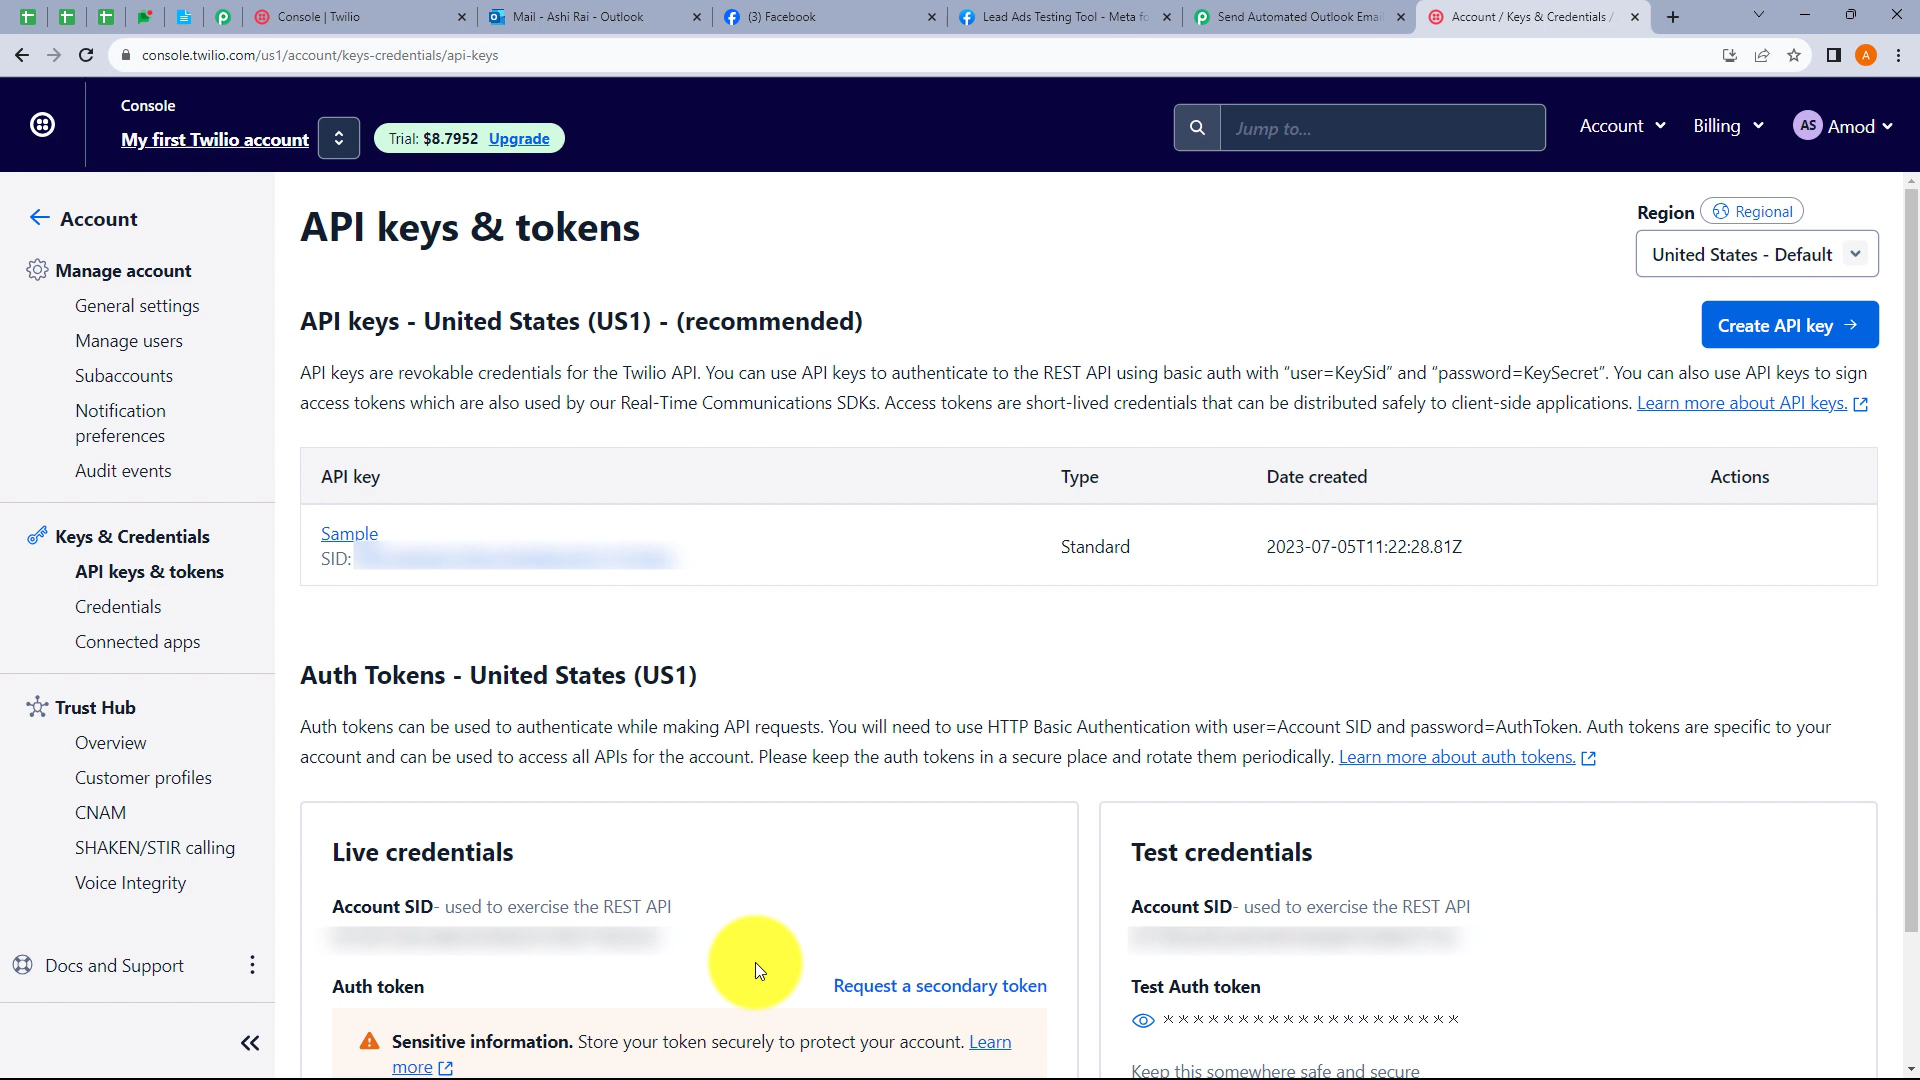 Console | Twilio
Mail - Ashi Rai - Outlook
(3) Facebook
Lead Ads Testing Tool - Meta fo
Send Automated Outlook Emai
Account / Keys & Credentials /
console.twilio.com/us1/account/keys-credentials/api-keys
A
Console
My first Twilio account
Trial: $8.7952 Upgrade
Jump to...
Account
Billing
AS Amod
Account
Manage account
General settings
Manage users
Subaccounts
Notification
preferences
Audit events
Keys & Credentials
API keys & tokens
Credentials
Connected apps
Trust Hub
Overview
Customer profiles
CNAM
SHAKEN/STIR calling
Voice Integrity
Docs and Support
API keys & tokens
Region Regional
United States - Default
API keys - United States (US1) - (recommended)
Create API key
API keys are revokable credentials for the Twilio API. You can use API keys to authenticate to the REST API using basic auth with “user=KeySid” and “password=KeySecret”. You can also use API keys to sign
access tokens which are also used by our Real-Time Communications SDKs. Access tokens are short-lived credentials that can be distributed safely to client-side applications. Learn more about API keys.
API key Type Date created Actions
Sample
SID:
Standard 2023-07-05T11:22:28.81Z
Auth Tokens - United States (US1)
Auth tokens can be used to authenticate while making API requests. You will need to use HTTP Basic Authentication with user=Account SID and password=AuthToken. Auth tokens are specific to your
account and can be used to access all APIs for the account. Please keep the auth tokens in a secure place and rotate them periodically. Learn more about auth tokens.
Live credentials
Account SID- used to exercise the REST API
Auth token
Request a secondary token
Sensitive information. Store your token securely to protect your account. Learn
more
Test credentials
Account SID- used to exercise the REST API
Test Auth token
* * * * * * * * * * * * * * * * * * * *
Keep this somewhere safe and secure